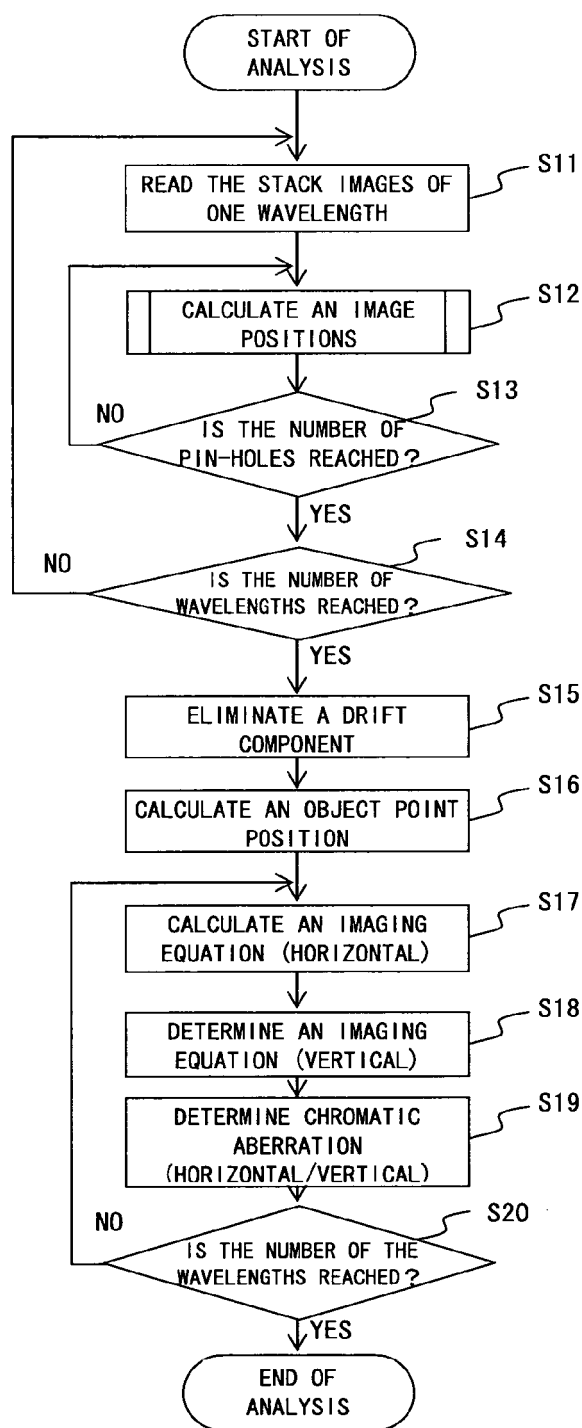 START OF
ANALYSIS
S11
READ THE STACK IMAGES OF
ONE WAVELENGTH
S12
CALCULATE AN IMAGE
POSITIONS
S13
NO
IS THE NUMBER OF
PIN-HOLES REACHED?
YES
S14
NO
IS THE NUMBER OF
WAVELENGTHS REACHED?
YES
S15
ELIMINATE A DRIFT
COMPONENT
S16
CALCULATE AN OBJECT POINT
POSITION
S17
CALCULATE AN IMAGING
EQUATION (HORIZONTAL)
S18
DETERMINE AN IMAGING
EQUATION (VERTICAL)
S19
DETERMINE CHROMATIC
ABERRATION
(HORIZONTAL/VERTICAL)
S20
NO
IS THE NUMBER OF THE
WAVELENGTHS REACHED?
YES
END OF
ANALYSIS